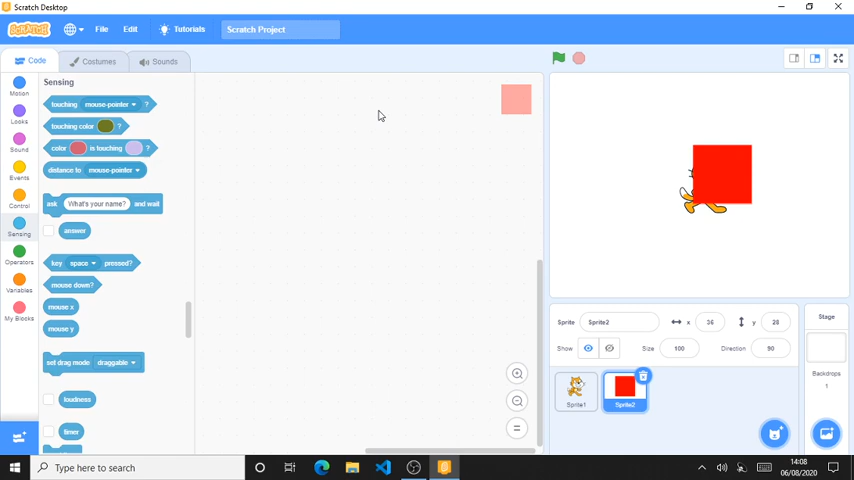 Scratch Desktop
SCRATCH File Edit Tutorials Scratch Project
Code Costumes Sounds
Motion
Looks
Sound
Events
Control
Sensing
Operators
Variables
My Blocks
Sensing
touching mouse-pointer ?
touching color ?
color is touching ?
distance to mouse-pointer
ask What's your name? and wait
answer
key space pressed?
mouse down?
mouse x
mouse y
set drag mode draggable
loudness
timer
Sprite Sprite2 x 36 y 28
Show Size 100 Direction 90
Sprite1 Sprite2
Stage
Backdrops
1
Type here to search
14:08
06/08/2020